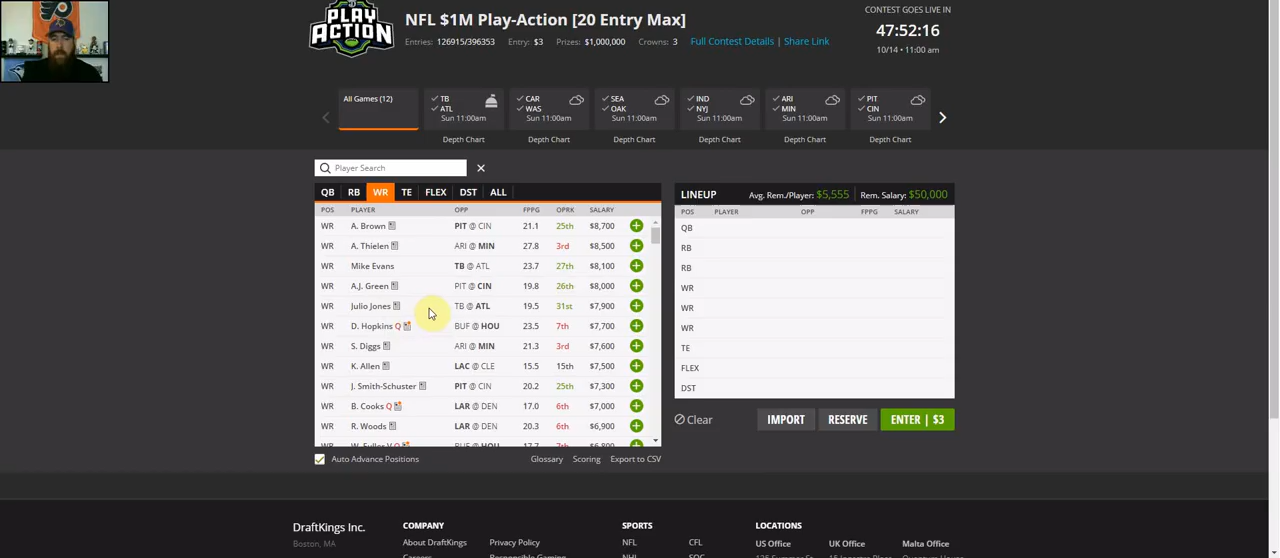 PLAY
ACTION
NFL $1M Play-Action [20 Entry Max]
Entries: 126915/396353 Entry: $3 Prizes: $1,000,000 Crowns: 3 Full Contest Details | Share Link
CONTEST GOES LIVE IN
47:52:16
10/14 • 11:00 am
All Games (12)
TB
ATL
Sun 11:00am
Depth Chart
CAR
WAS
Sun 11:00am
Depth Chart
SEA
OAK
Sun 11:00am
Depth Chart
IND
NYJ
Sun 11:00am
Depth Chart
ARI
MIN
Sun 11:00am
Depth Chart
PIT
CIN
Sun 11:00am
Depth Chart
Player Search
QB RB WR TE FLEX DST ALL
POS PLAYER OPP FPPG OPRK SALARY
WR A. Brown PIT @ CIN 21.1 25th $8,700
WR A. Thielen ARI @ MIN 27.8 3rd $8,500
WR Mike Evans TB @ ATL 23.7 27th $8,100
WR A.J. Green PIT @ CIN 19.8 26th $8,000
WR Julio Jones TB @ ATL 19.5 31st $7,900
WR D. Hopkins Q BUF @ HOU 23.5 7th $7,700
WR S. Diggs ARI @ MIN 21.3 3rd $7,600
WR K. Allen LAC @ CLE 15.5 15th $7,500
WR J. Smith-Schuster PIT @ CIN 20.2 25th $7,300
WR B. Cooks Q LAR @ DEN 17.0 6th $7,000
WR R. Woods LAR @ DEN 20.3 6th $6,900
WR W. Fuller V Q BUF @ HOU 17.7 7th $6,800
Auto Advance Positions
Glossary Scoring Export to CSV
LINEUP Avg. Rem./Player: $5,555 Rem. Salary: $50,000
POS PLAYER OPP FPPG SALARY
QB
RB
RB
WR
WR
WR
TE
FLEX
DST
Clear IMPORT RESERVE ENTER | $3
DraftKings Inc.
Boston, MA
COMPANY
About DraftKings Privacy Policy
Careers
SPORTS
NFL CFL
NHL SOC
LOCATIONS
US Office UK Office Malta Office